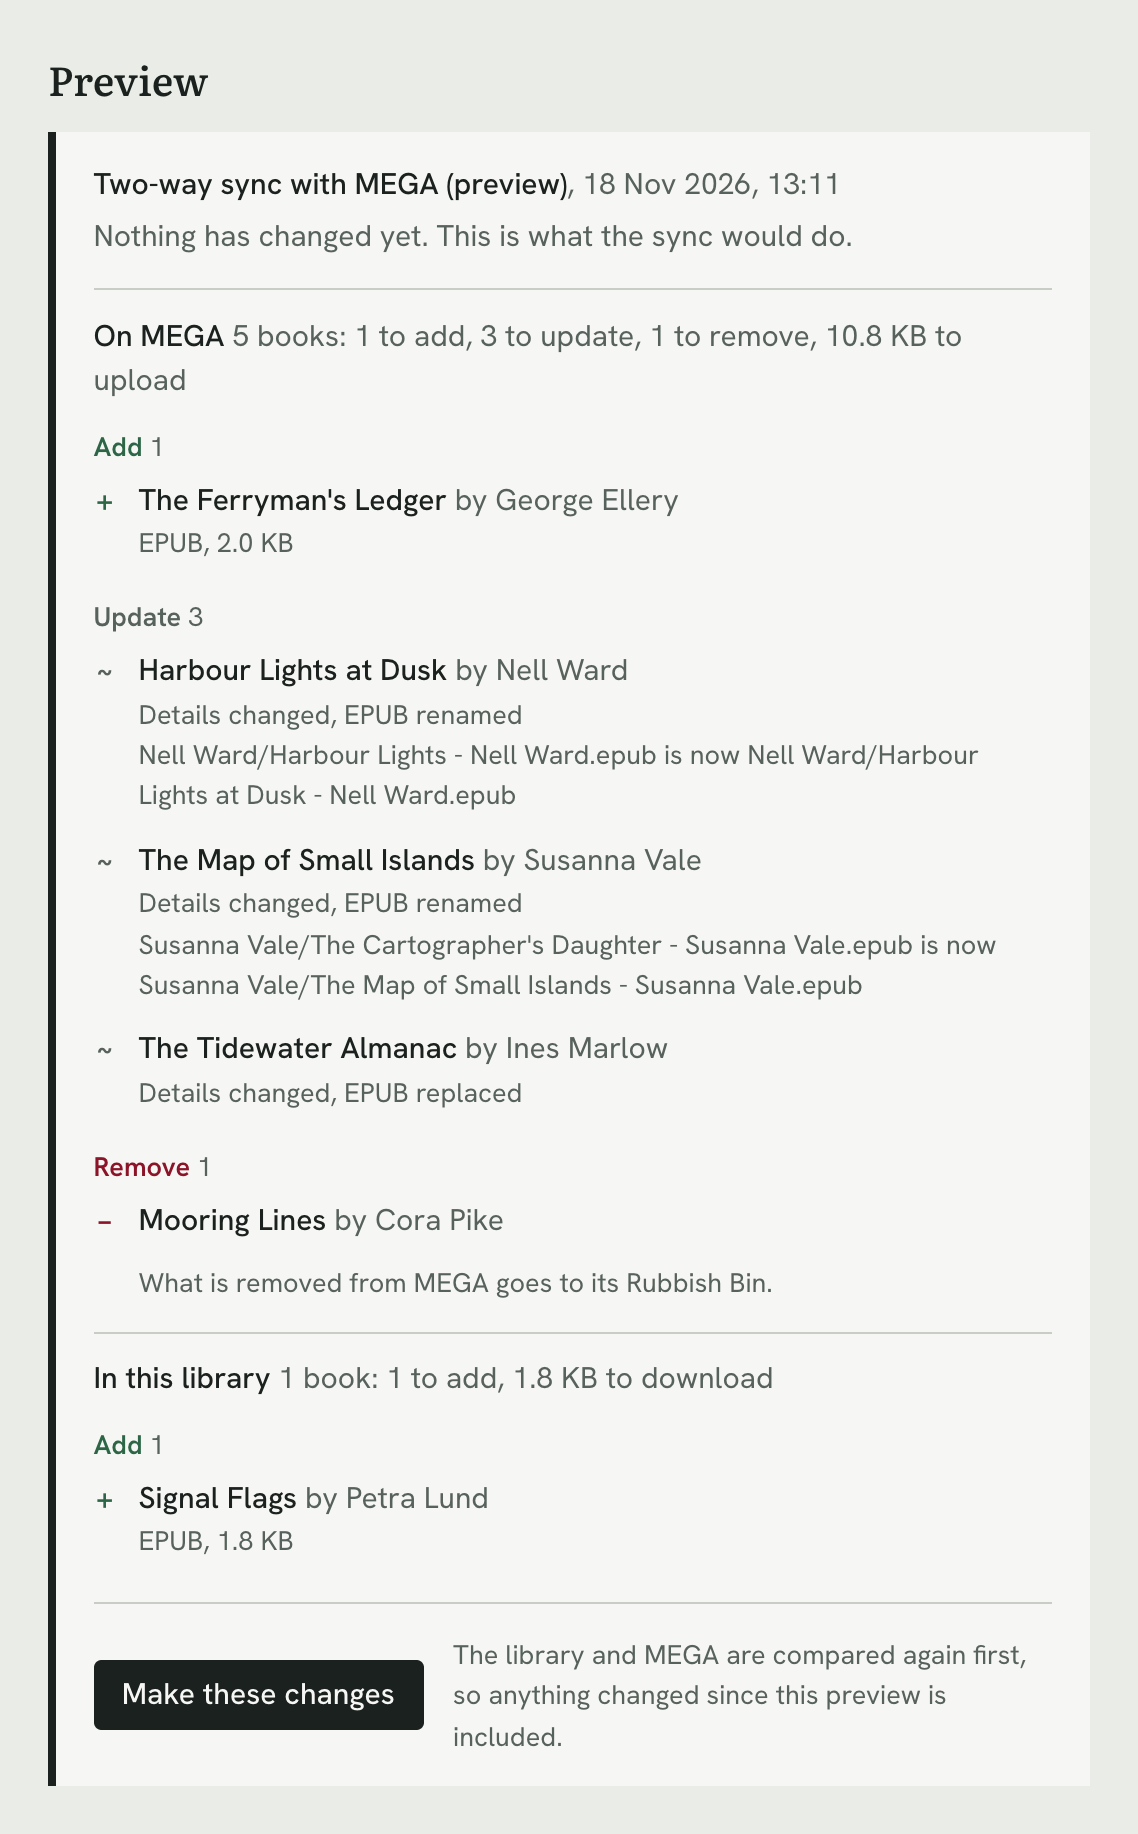 Preview
Two-way sync with MEGA (preview), 18 Nov 2026, 13:11
Nothing has changed yet. This is what the sync would do.
On MEGA 5 books: 1 to add, 3 to update, 1 to remove, 10.8 KB to
upload
Add 1
+ The Ferryman's Ledger by George Ellery
EPUB, 2.0 KB
Update 3
~ Harbour Lights at Dusk by Nell Ward
Details changed, EPUB renamed
Nell Ward/Harbour Lights - Nell Ward.epub is now Nell Ward/Harbour
Lights at Dusk - Nell Ward.epub
~ The Map of Small Islands by Susanna Vale
Details changed, EPUB renamed
Susanna Vale/The Cartographer's Daughter - Susanna Vale.epub is now
Susanna Vale/The Map of Small Islands - Susanna Vale.epub
~ The Tidewater Almanac by Ines Marlow
Details changed, EPUB replaced
Remove 1
− Mooring Lines by Cora Pike
What is removed from MEGA goes to its Rubbish Bin.
In this library 1 book: 1 to add, 1.8 KB to download
Add 1
+ Signal Flags by Petra Lund
EPUB, 1.8 KB
Make these changes
The library and MEGA are compared again first,
so anything changed since this preview is
included.